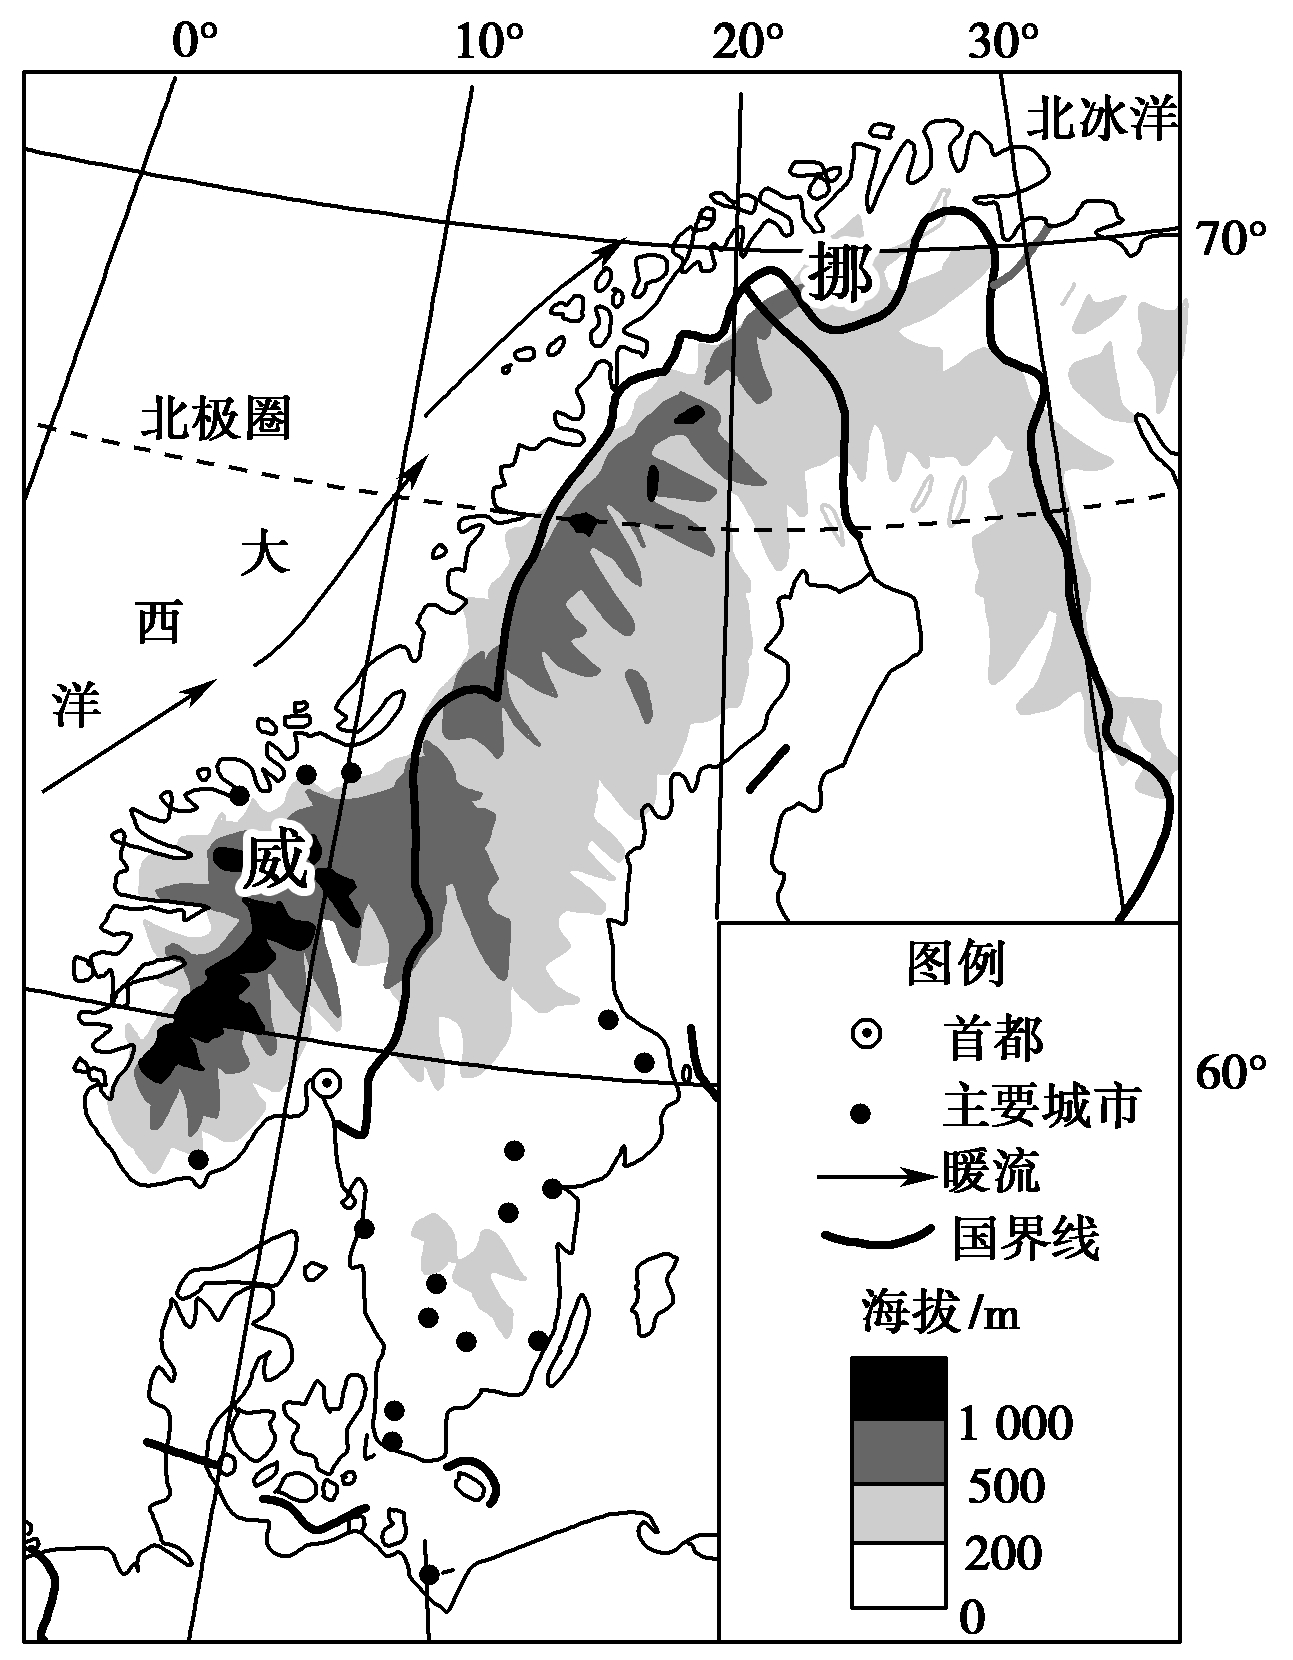 0° 10° 20° 30°
北冰洋
70°
挪
北极圈
大
西
洋
威
60°
图例
首都
主要城市
暖流
国界线
海拔/m
1 000
500
200
0